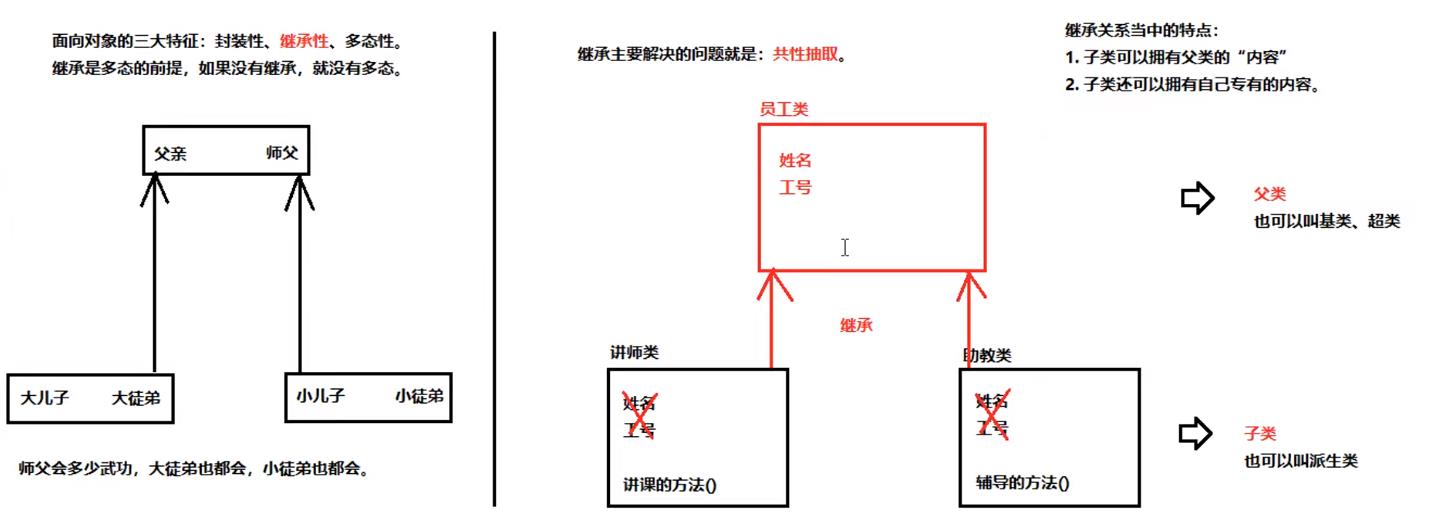 面向对象的三大特征：封装性、继承性、多态性。
继承是多态的前提，如果没有继承，就没有多态。
父亲 师父
大儿子 大徒弟
小儿子 小徒弟
师父会多少武功，大徒弟也都会，小徒弟也都会。
继承主要解决的问题就是：共性抽取。
继承关系当中的特点：
1. 子类可以拥有父类的“内容”
2. 子类还可以拥有自己专有的内容。
员工类
姓名
工号
父类
也可以叫基类、超类
继承
讲师类
姓名
工号
讲课的方法()
助教类
姓名
工号
辅导的方法()
子类
也可以叫派生类